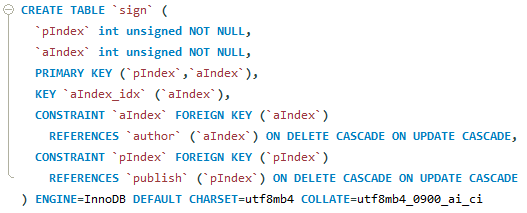 CREATE TABLE `sign` (
`pIndex` int unsigned NOT NULL,
`aIndex` int unsigned NOT NULL,
PRIMARY KEY (`pIndex`,`aIndex`),
KEY `aIndex_idx` (`aIndex`),
CONSTRAINT `aIndex` FOREIGN KEY (`aIndex`)
REFERENCES `author` (`aIndex`) ON DELETE CASCADE ON UPDATE CASCADE,
CONSTRAINT `pIndex` FOREIGN KEY (`pIndex`)
REFERENCES `publish` (`pIndex`) ON DELETE CASCADE ON UPDATE CASCADE
) ENGINE=InnoDB DEFAULT CHARSET=utf8mb4 COLLATE=utf8mb4_0900_ai_ci